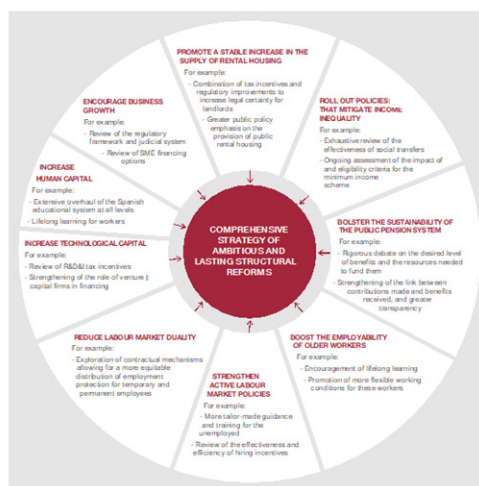 PROMOTE A STABLE INCREASE IN THE
SUPPLY OF RENTAL HOUSING
For example:
- Combination of tax incentives and
regulatory improvements to
increase legal certainty for
landlords
- Greater public policy
emphasis on the
provision of public
rental housing
ROLL OUT POLICIES:
THAT MITIGATE INCOME:
INEQUALITY
For example:
- Exhaustive review of the
effectiveness of social transfers
- Ongoing assessment of the impact of
and eligibility criteria for the
minimum income
scheme
BOLSTER THE SUSTAINABILITY OF
THE PUBLIC PENSION SYSTEM
For example:
- Rigorous debate on the desired level
of benefits and the resources needed
to fund them
- Strengthening of the link between
contributions made and benefits
received, and greater
transparency
BOOST THE EMPLOYABILITY
OF OLDER WORKERS
For example:
- Encouragement of lifelong learning
- Promotion of more flexible working
conditions for these workers
STRENGTHEN
ACTIVE LABOUR
MARKET POLICIES
For example:
- More tailor-made guidance
and training for the
unemployed
- Review of the effectiveness and
efficiency of hiring incentives
REDUCE LABOUR MARKET DUALITY
For example:
- Exploration of contractual mechanisms
allowing for a more equitable
distribution of employment
protection for temporary and
permanent employees
INCREASE TECHNOLOGICAL CAPITAL
For example:
- Review of R&D&I tax incentives
- Strengthening of the role of venture
capital firms in financing
INCREASE
HUMAN CAPITAL
For example:
- Extensive overhaul of the Spanish
educational system at all levels
- Lifelong learning for workers
ENCOURAGE BUSINESS
GROWTH
For example:
- Review of the regulatory
framework and judicial system
- Review of SME financing
options
COMPREHENSIVE
STRATEGY OF
AMBITIOUS AND
LASTING STRUCTURAL
REFORMS